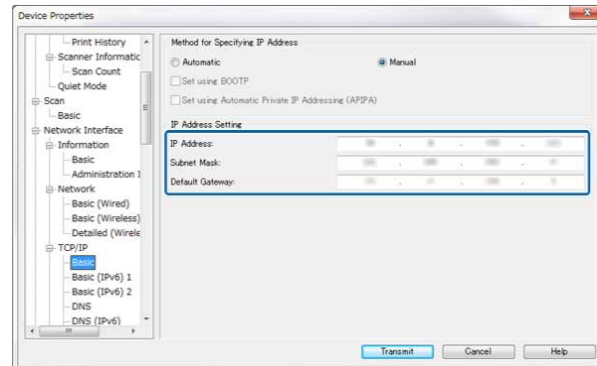 Device Properties
Print History
Scanner Informatic
Scan Count
Quiet Mode
Scan
Basic
Network Interface
Information
Basic
Administration I
Network
Basic (Wired)
Basic (Wireless)
Detailed (Wirele
TCP/IP
Basic
Basic (IPv6) 1
Basic (IPv6) 2
DNS
DNS (IPv6)
Method for Specifying IP Address
Automatic
Manual
Set using BOOTP
Set using Automatic Private IP Addressing (APIPA)
IP Address Setting
IP Address:
Subnet Mask:
Default Gateway:
Transmit
Cancel
Help